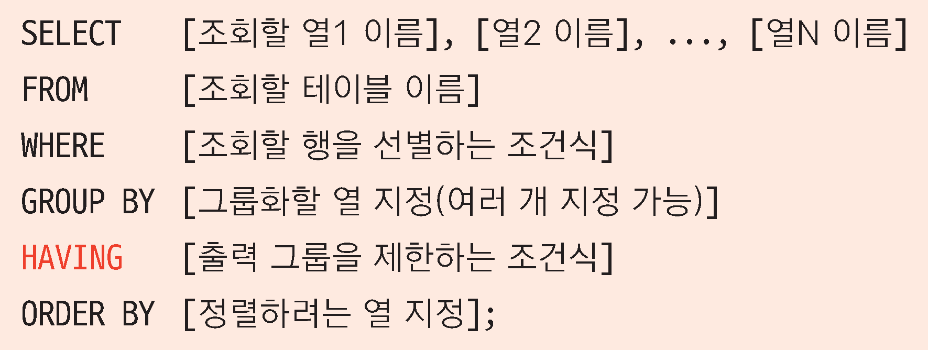 SELECT [조회할 열1 이름], [열2 이름], ..., [열N 이름]
FROM [조회할 테이블 이름]
WHERE [조회할 행을 선별하는 조건식]
GROUP BY [그룹화할 열 지정(여러 개 지정 가능)]
HAVING [출력 그룹을 제한하는 조건식]
ORDER BY [정렬하려는 열 지정];